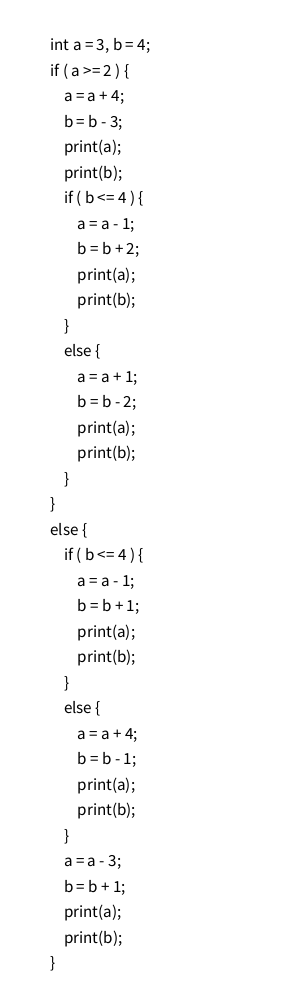 int a = 3, b = 4;
if ( a >= 2 ) {
    a = a + 4;
    b = b - 3;
    print(a);
    print(b);
    if ( b <= 4 ) {
        a = a - 1;
        b = b + 2;
        print(a);
        print(b);
    }
    else {
        a = a + 1;
        b = b - 2;
        print(a);
        print(b);
    }
}
else {
    if ( b <= 4 ) {
        a = a - 1;
        b = b + 1;
        print(a);
        print(b);
    }
    else {
        a = a + 4;
        b = b - 1;
        print(a);
        print(b);
    }
    a = a - 3;
    b = b + 1;
    print(a);
    print(b);
}